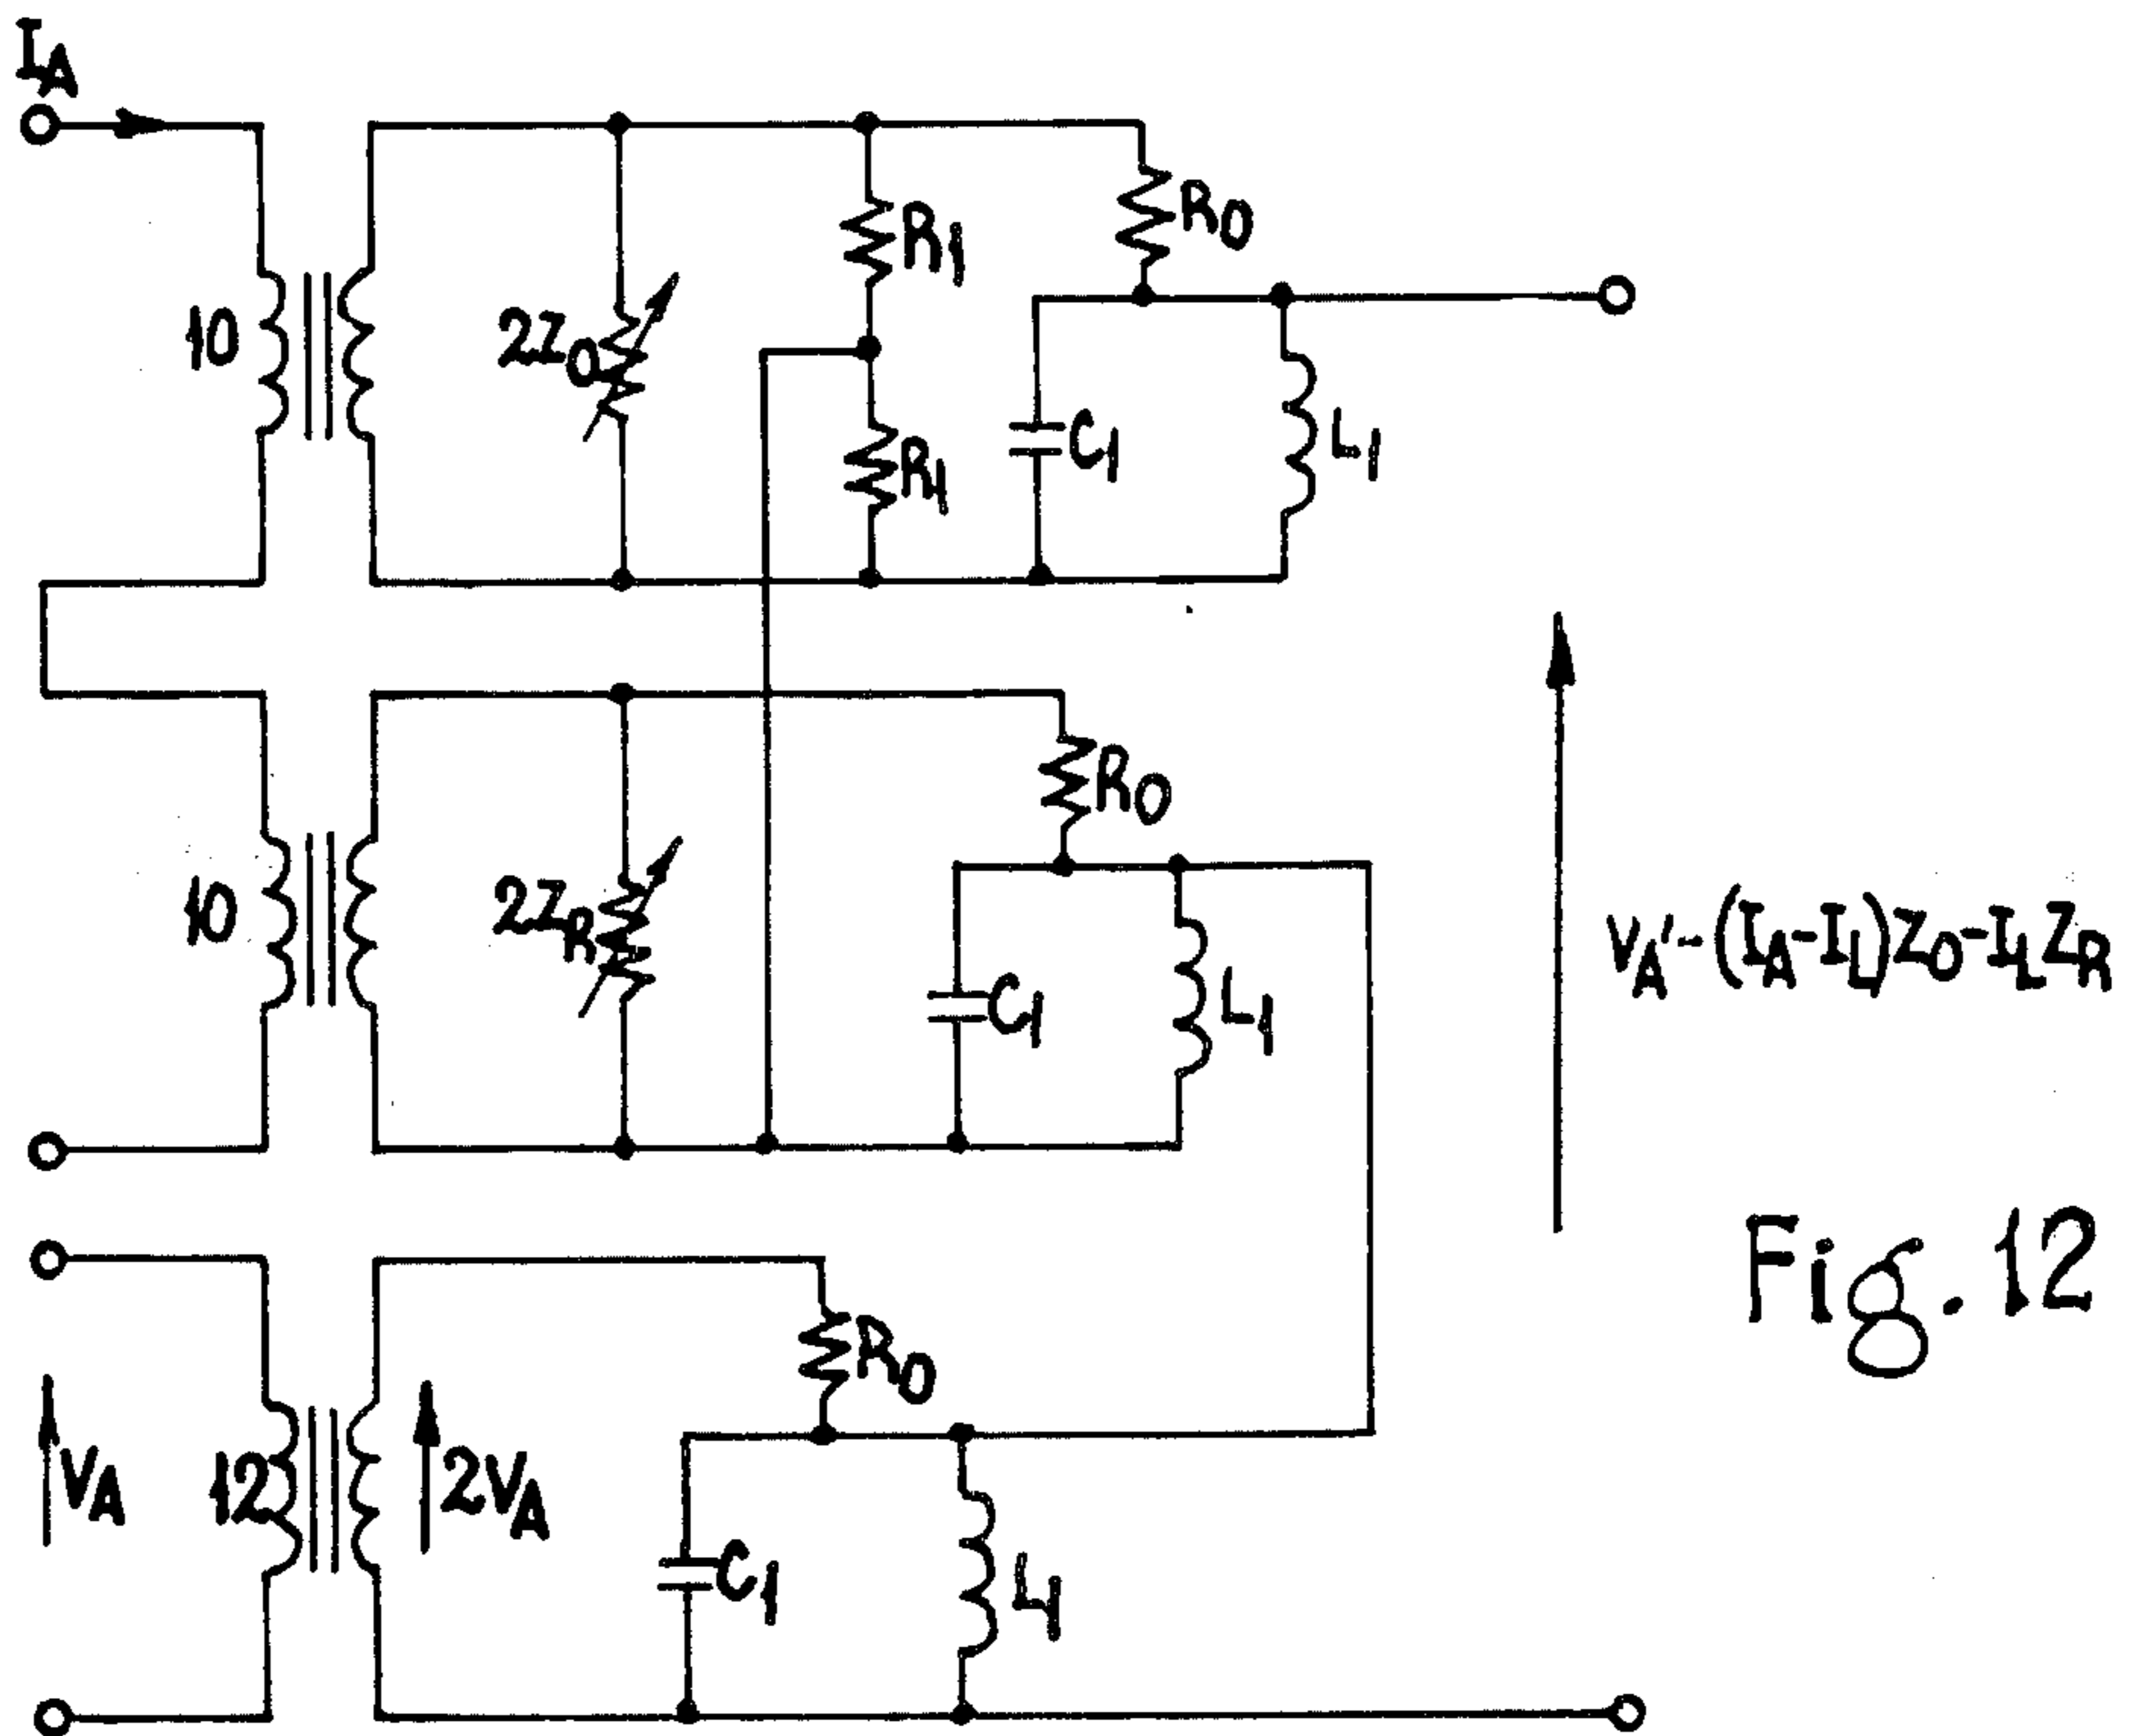 IA
R1
R0
10
2Z0
R1
C1
L1
R0
10
2ZR
C1
L1
VA'-(IA-IL)Z0-ILZR
Fig. 12
R0
VA
12
2VA
C1
L1